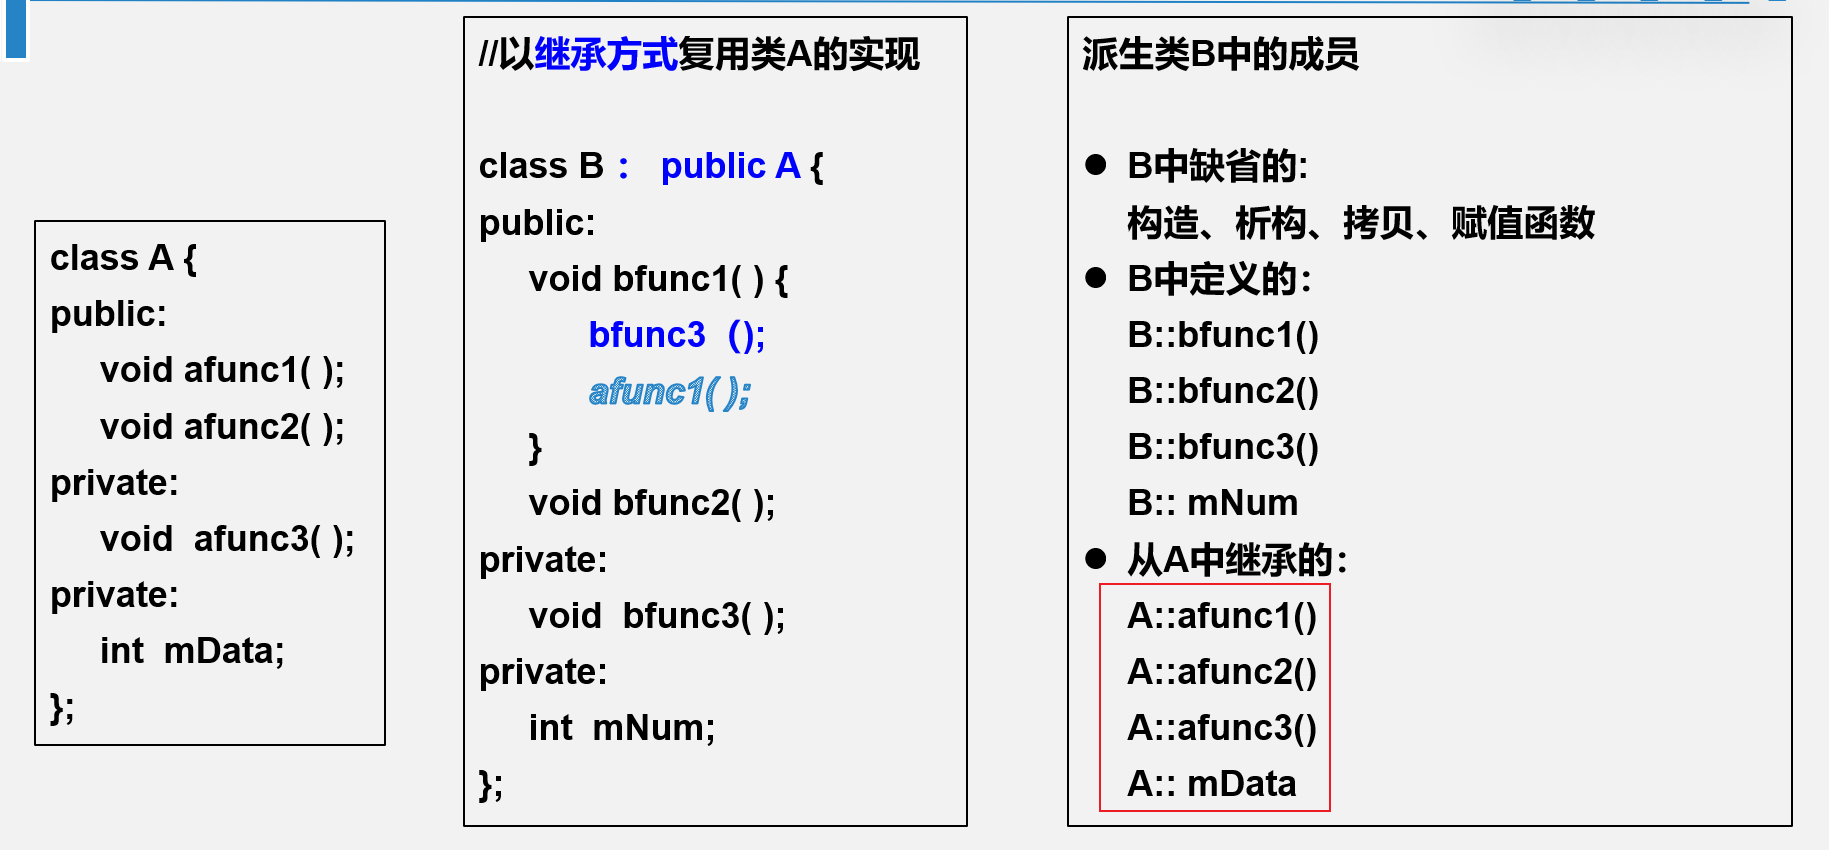 class A {
public:
void afunc1( );
void afunc2( );
private:
void afunc3( );
private:
int mData;
};
//以继承方式复用类A的实现
class B： public A {
public:
void bfunc1( ) {
bfunc3（);
afunc1( );
}
void bfunc2( );
private:
void bfunc3( );
private:
int mNum;
};
派生类B中的成员
● B中缺省的:
构造、析构、拷贝、赋值函数
● B中定义的：
B::bfunc1()
B::bfunc2()
B::bfunc3()
B:: mNum
● 从A中继承的：
A::afunc1()
A::afunc2()
A::afunc3()
A:: mData